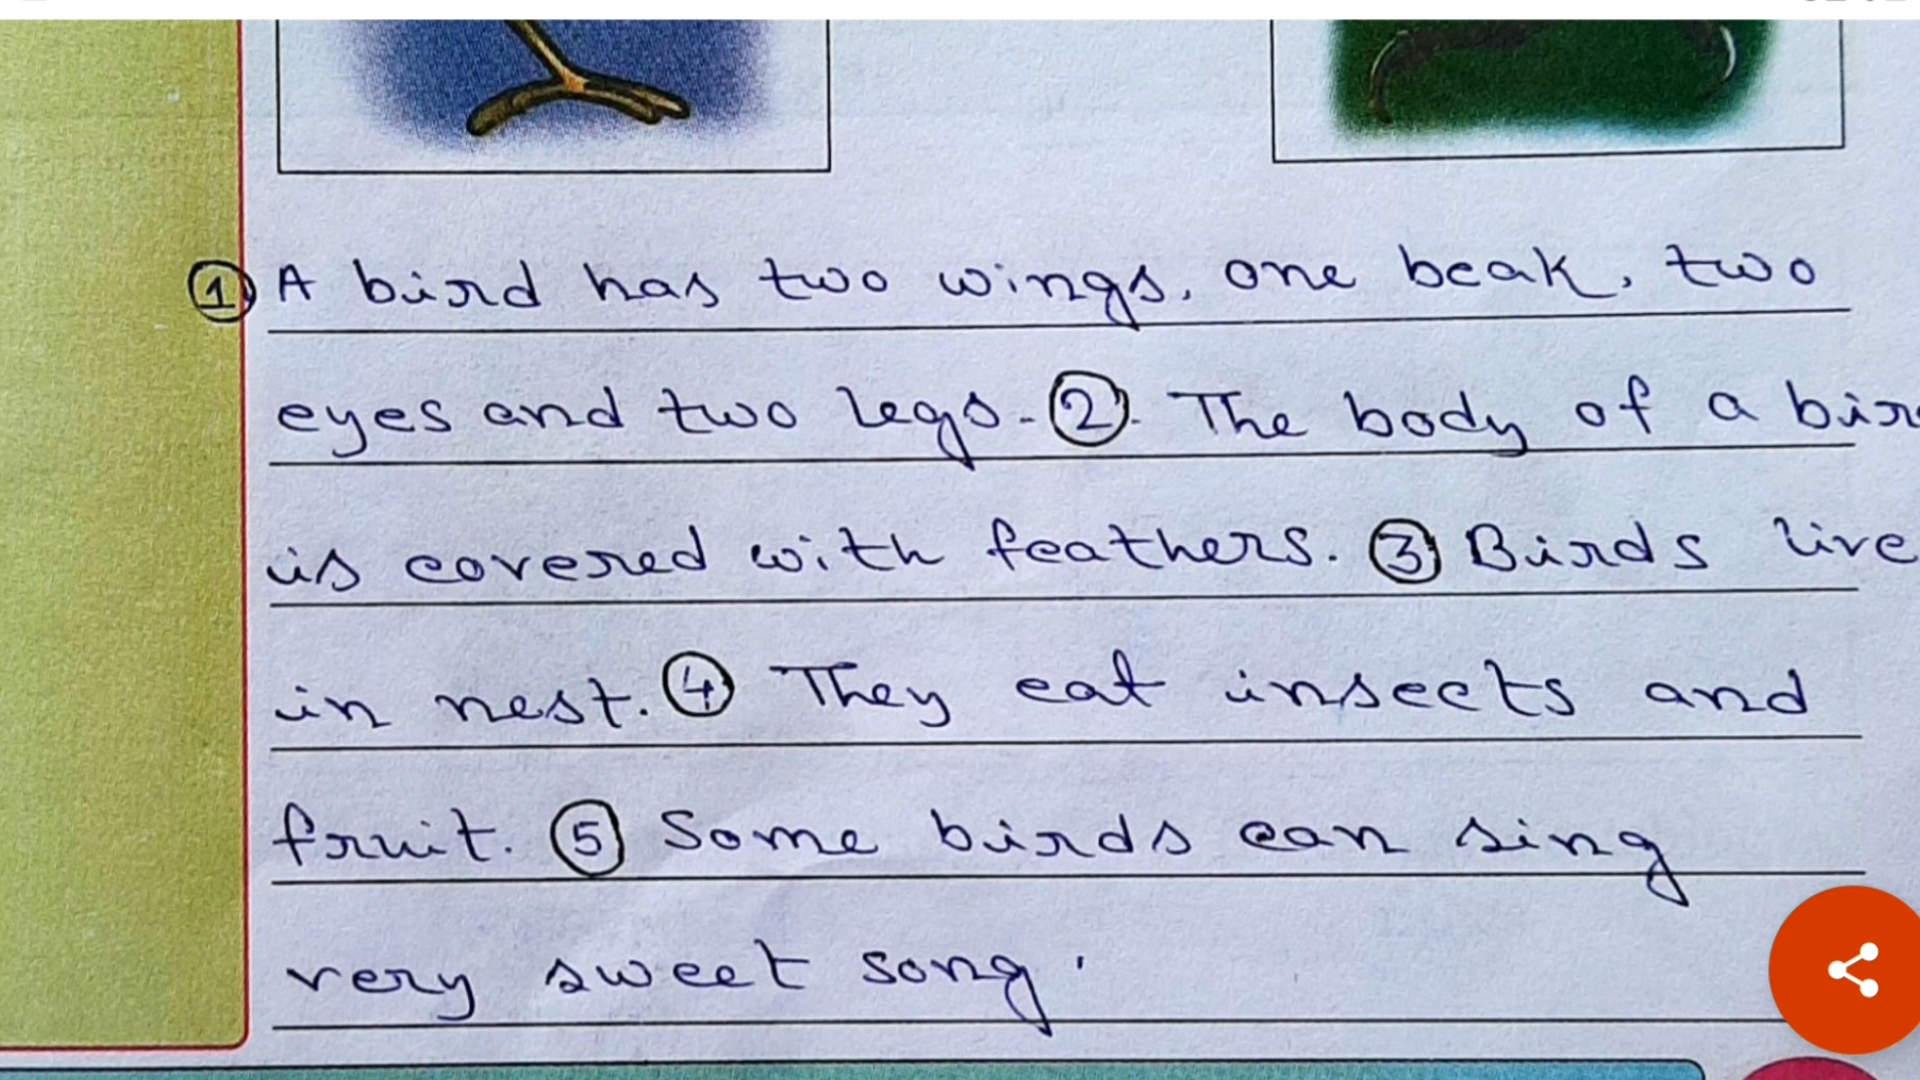 ① A bird has two wings, one beak, two
eyes and two legs. ②. The body of a
is covered with feathers. ③ Birds live
in nest. ④ They eat insects and
fruit. ⑤ Some birds can sing
very sweet song.